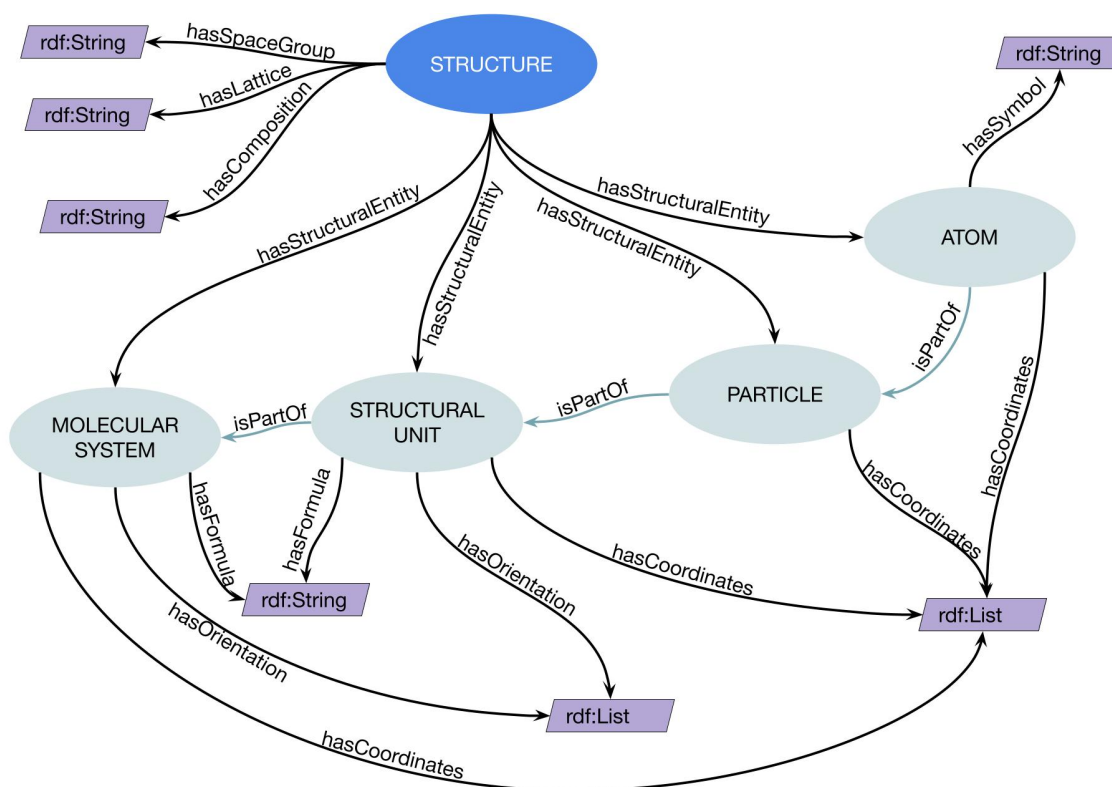 rdf:String
hasSpaceGroup
STRUCTURE
rdf:String
rdf:String
hasLattice
hasComposition
hasSymbol
rdf:String
hasStructuralEntity
hasStructuralEntity
hasStructuralEntity
hasStructuralEntity
ATOM
isPartOf
MOLECULAR
SYSTEM
isPartOf
STRUCTURAL
UNIT
isPartOf
PARTICLE
hasCoordinates
hasFormula
hasFormula
hasOrientation
hasCoordinates
hasCoordinates
rdf:String
rdf:List
hasOrientation
rdf:List
hasCoordinates